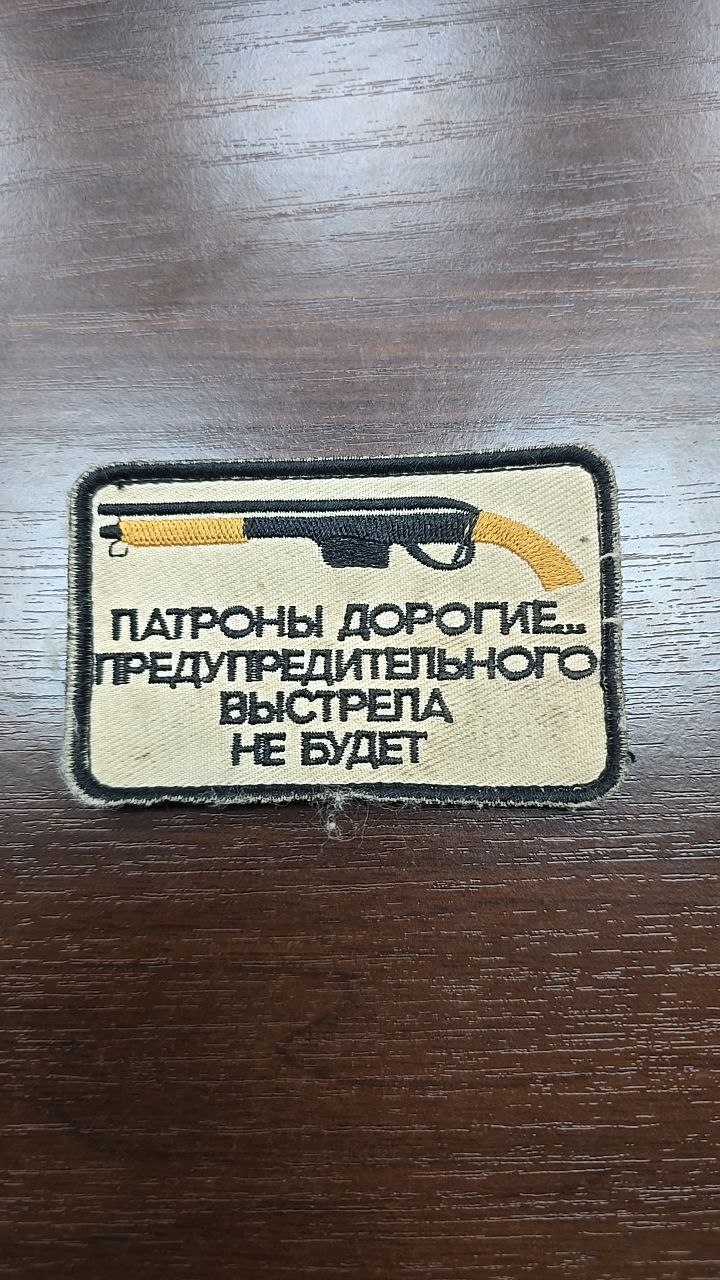 ПАТРОНЫ ДОРОГИЕ...
ПРЕДУПРЕДИТЕЛЬНОГО
ВЫСТРЕЛА
НЕ БУДЕТ